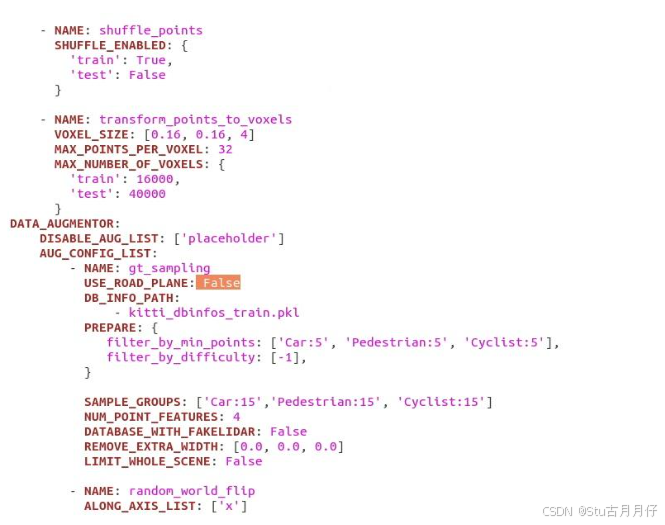 - NAME: shuffle_points
SHUFFLE_ENABLED: {
'train': True,
'test': False
}
- NAME: transform_points_to_voxels
VOXEL_SIZE: [0.16, 0.16, 4]
MAX_POINTS_PER_VOXEL: 32
MAX_NUMBER_OF_VOXELS: {
'train': 16000,
'test': 40000
}
DATA_AUGMENTOR:
DISABLE_AUG_LIST: ['placeholder']
AUG_CONFIG_LIST:
- NAME: gt_sampling
USE_ROAD_PLANE: False
DB_INFO_PATH:
- kitti_dbinfos_train.pkl
PREPARE: {
filter_by_min_points: ['Car:5', 'Pedestrian:5', 'Cyclist:5'],
filter_by_difficulty: [-1],
}
SAMPLE_GROUPS: ['Car:15','Pedestrian:15', 'Cyclist:15']
NUM_POINT_FEATURES: 4
DATABASE_WITH_FAKELIDAR: False
REMOVE_EXTRA_WIDTH: [0.0, 0.0, 0.0]
LIMIT_WHOLE_SCENE: False
- NAME: random_world_flip
ALONG_AXIS_LIST: ['x']
CSDN @Stu古月月仔